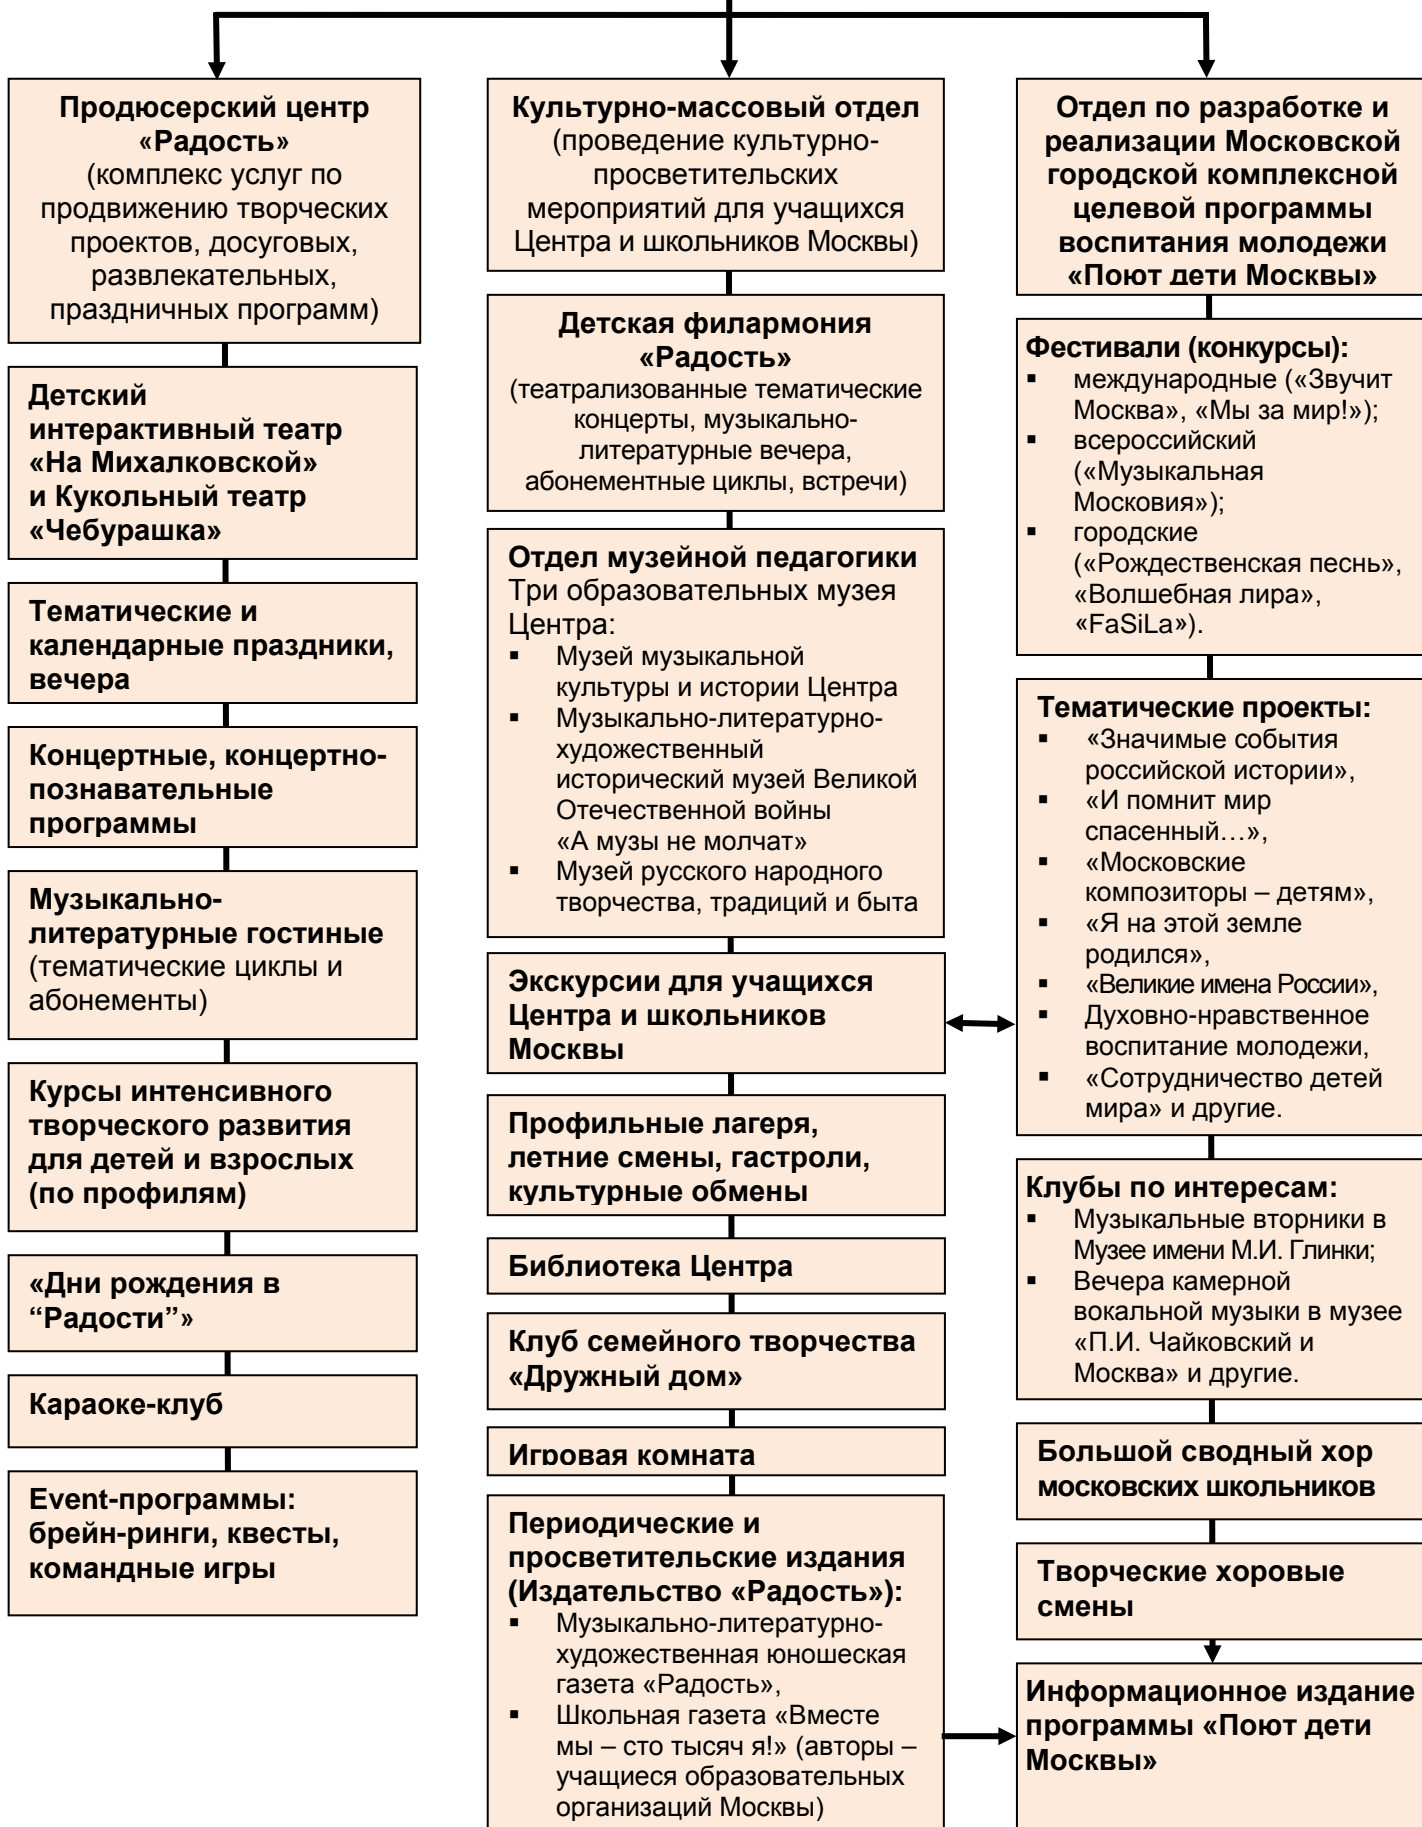 Продюсерский центр
«Радость»
(комплекс услуг по
продвижению творческих
проектов, досуговых,
развлекательных,
праздничных программ)
Детский
интерактивный театр
«На Михалковской»
и Кукольный театр
«Чебурашка»
Тематические и
календарные праздники,
вечера
Концертные, концертно-
познавательные
программы
Музыкально-
литературные гостиные
(тематические циклы и
абонементы)
Курсы интенсивного
творческого развития
для детей и взрослых
(по профилям)
«Дни рождения в
“Радости”»
Караоке-клуб
Event-программы:
брейн-ринги, квесты,
командные игры
Культурно-массовый отдел
(проведение культурно-
просветительских
мероприятий для учащихся
Центра и школьников Москвы)
Детская филармония
«Радость»
(театрализованные тематические
концерты, музыкально-
литературные вечера,
абонементные циклы, встречи)
Отдел музейной педагогики
Три образовательных музея
Центра:
▪ Музей музыкальной
культуры и истории Центра
▪ Музыкально-литературно-
художественный
исторический музей Великой
Отечественной войны
«А музы не молчат»
▪ Музей русского народного
творчества, традиций и быта
Экскурсии для учащихся
Центра и школьников
Москвы
Профильные лагеря,
летние смены, гастроли,
культурные обмены
Библиотека Центра
Клуб семейного творчества
«Дружный дом»
Игровая комната
Периодические и
просветительские издания
(Издательство «Радость»):
▪ Музыкально-литературно-
художественная юношеская
газета «Радость»,
▪ Школьная газета «Вместе
мы – сто тысяч я!» (авторы –
учащиеся образовательных
организаций Москвы)
Отдел по разработке и
реализации Московской
городской комплексной
целевой программы
воспитания молодежи
«Поют дети Москвы»
Фестивали (конкурсы):
▪ международные («Звучит
Москва», «Мы за мир!»);
▪ всероссийский
(«Музыкальная
Московия»);
▪ городские
(«Рождественская песнь»,
«Волшебная лира»,
«FaSiLa»).
Тематические проекты:
▪ «Значимые события
российской истории»,
▪ «И помнит мир
спасенный…»,
▪ «Московские
композиторы – детям»,
▪ «Я на этой земле
родился»,
▪ «Великие имена России»,
▪ Духовно-нравственное
воспитание молодежи,
▪ «Сотрудничество детей
мира» и другие.
Клубы по интересам:
▪ Музыкальные вторники в
Музее имени М.И. Глинки;
▪ Вечера камерной
вокальной музыки в музее
«П.И. Чайковский и
Москва» и другие.
Большой сводный хор
московских школьников
Творческие хоровые
смены
Информационное издание
программы «Поют дети
Москвы»